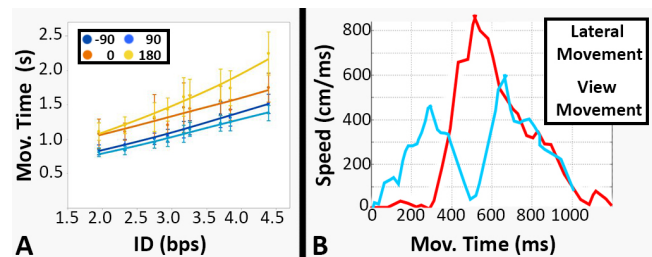 2.5
2.0
1.5
1.0
0.5
Mov. Time (s)
-90 90
0 180
1.5 2.0 2.5 3.0 3.5 4.0 4.5
ID (bps)
A
800
600
400
200
0
Speed (cm/ms)
Lateral
Movement
View
Movement
0 200 400 600 800 1000
Mov. Time (ms)
B